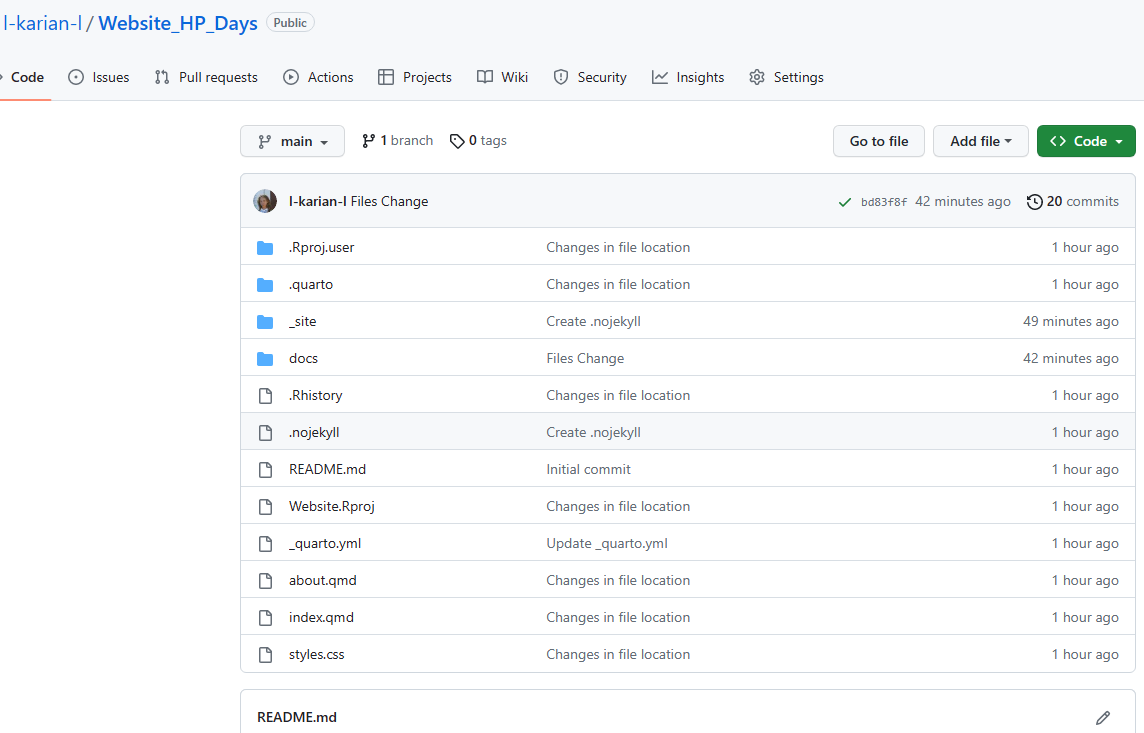 l-karian-l / Website_HP_Days Public
Code Issues Pull requests Actions Projects Wiki Security Insights Settings
main 1 branch 0 tags Go to file Add file Code
l-karian-l Files Change bd83f8f 42 minutes ago 20 commits
.Rproj.user Changes in file location 1 hour ago
.quarto Changes in file location 1 hour ago
_site Create .nojekyll 49 minutes ago
docs Files Change 42 minutes ago
.Rhistory Changes in file location 1 hour ago
.nojekyll Create .nojekyll 1 hour ago
README.md Initial commit 1 hour ago
Website.Rproj Changes in file location 1 hour ago
_quarto.yml Update _quarto.yml 1 hour ago
about.qmd Changes in file location 1 hour ago
index.qmd Changes in file location 1 hour ago
styles.css Changes in file location 1 hour ago
README.md